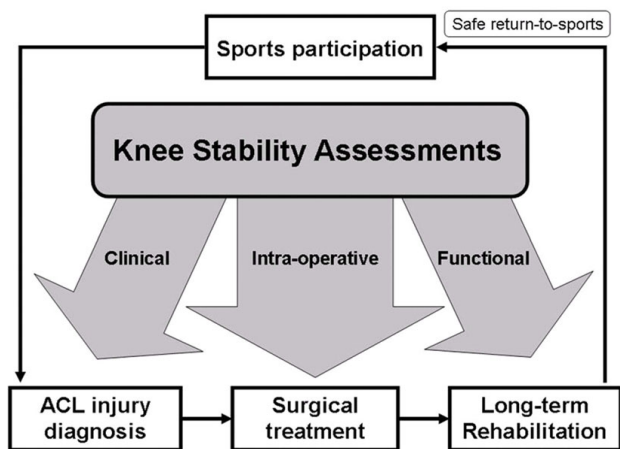 Safe return-to-sports
Sports participation
Knee Stability Assessments
Clinical
Intra-operative
Functional
ACL injury
diagnosis
Surgical
treatment
Long-term
Rehabilitation